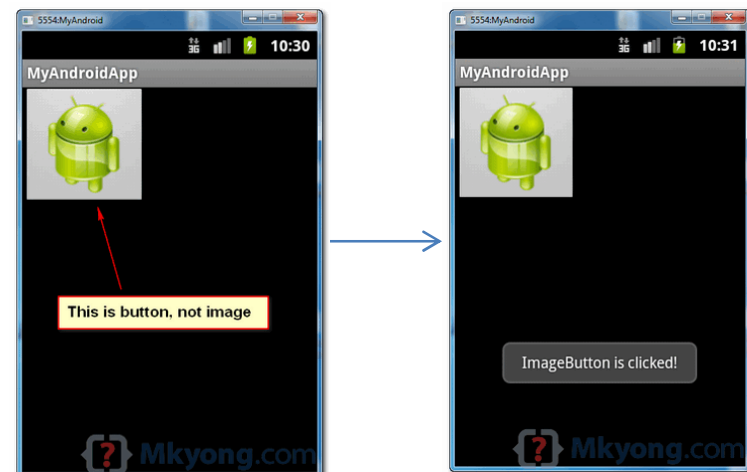 5554:MyAndroid
3G 10:30
MyAndroidApp
This is button, not image
{?} Mkyong.com
5554:MyAndroid
3G 10:31
MyAndroidApp
ImageButton is clicked!
{?} Mkyong.com